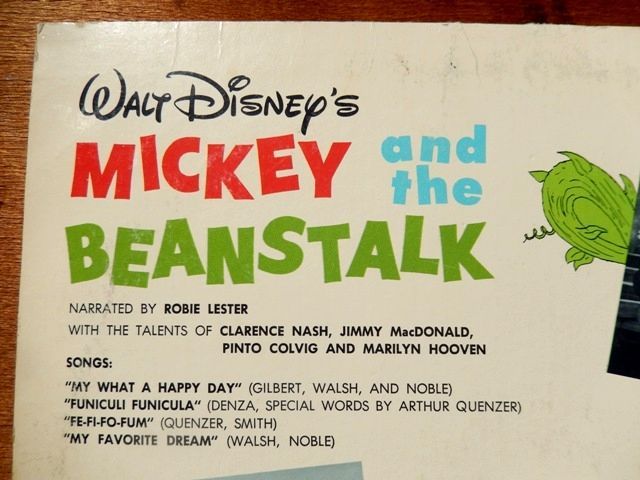 WALT DISNEY'S
MICKEY and the
BEANSTALK
NARRATED BY ROBIE LESTER
WITH THE TALENTS OF CLARENCE NASH, JIMMY MacDONALD,
PINTO COLVIG AND MARILYN HOOVEN
SONGS:
"MY WHAT A HAPPY DAY" (GILBERT, WALSH, AND NOBLE)
"FUNICULI FUNICULA" (DENZA, SPECIAL WORDS BY ARTHUR QUENZER)
"FE-FI-FO-FUM" (QUENZER, SMITH)
"MY FAVORITE DREAM" (WALSH, NOBLE)